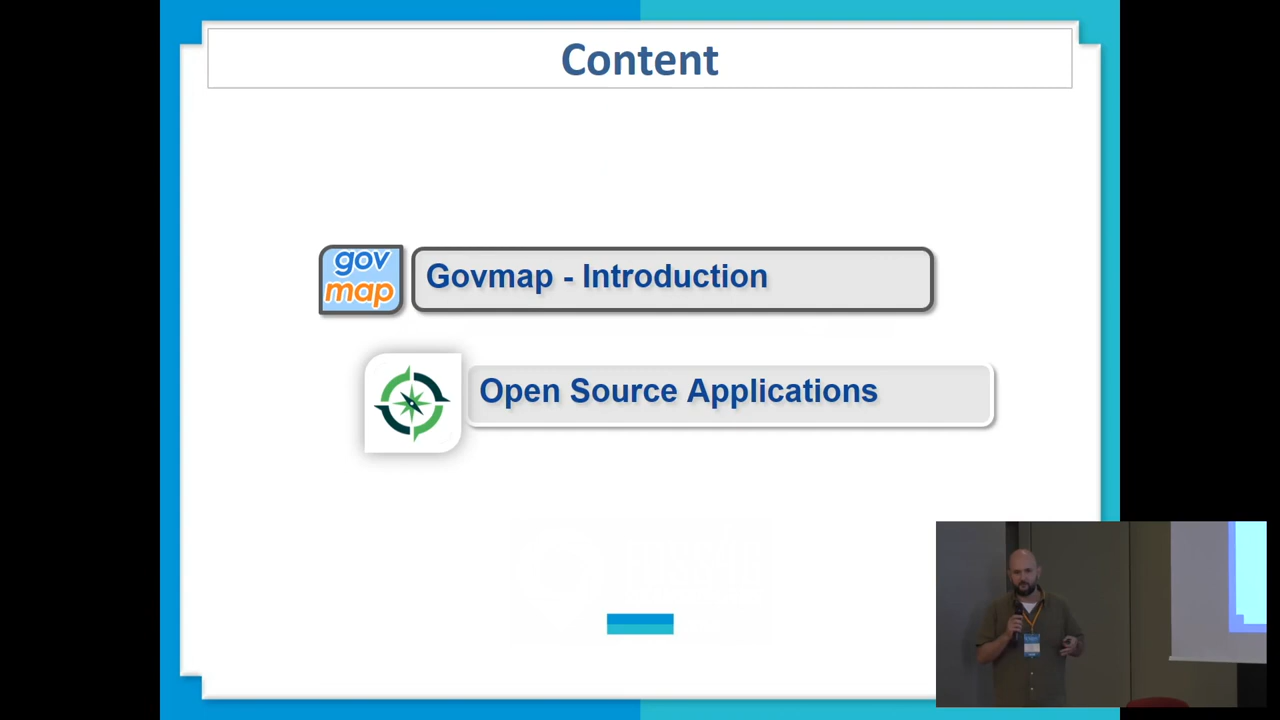 Content
gov
map
Govmap - Introduction
Open Source Applications